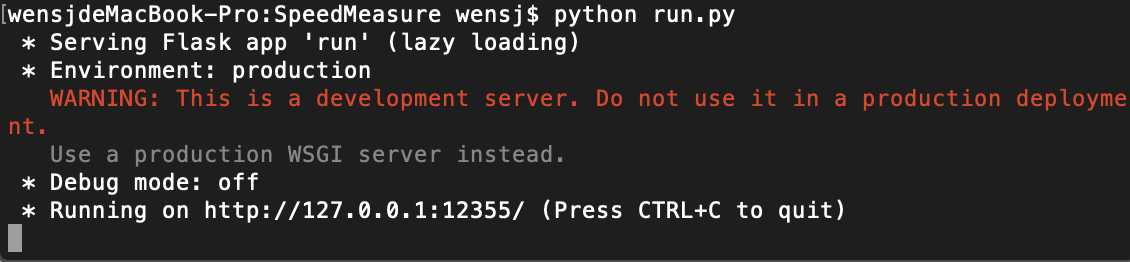 [wensjdeMacBook-Pro:SpeedMeasure wensj$ python run.py
 * Serving Flask app 'run' (lazy loading)
 * Environment: production
   WARNING: This is a development server. Do not use it in a production deployme
nt.
   Use a production WSGI server instead.
 * Debug mode: off
 * Running on http://127.0.0.1:12355/ (Press CTRL+C to quit)